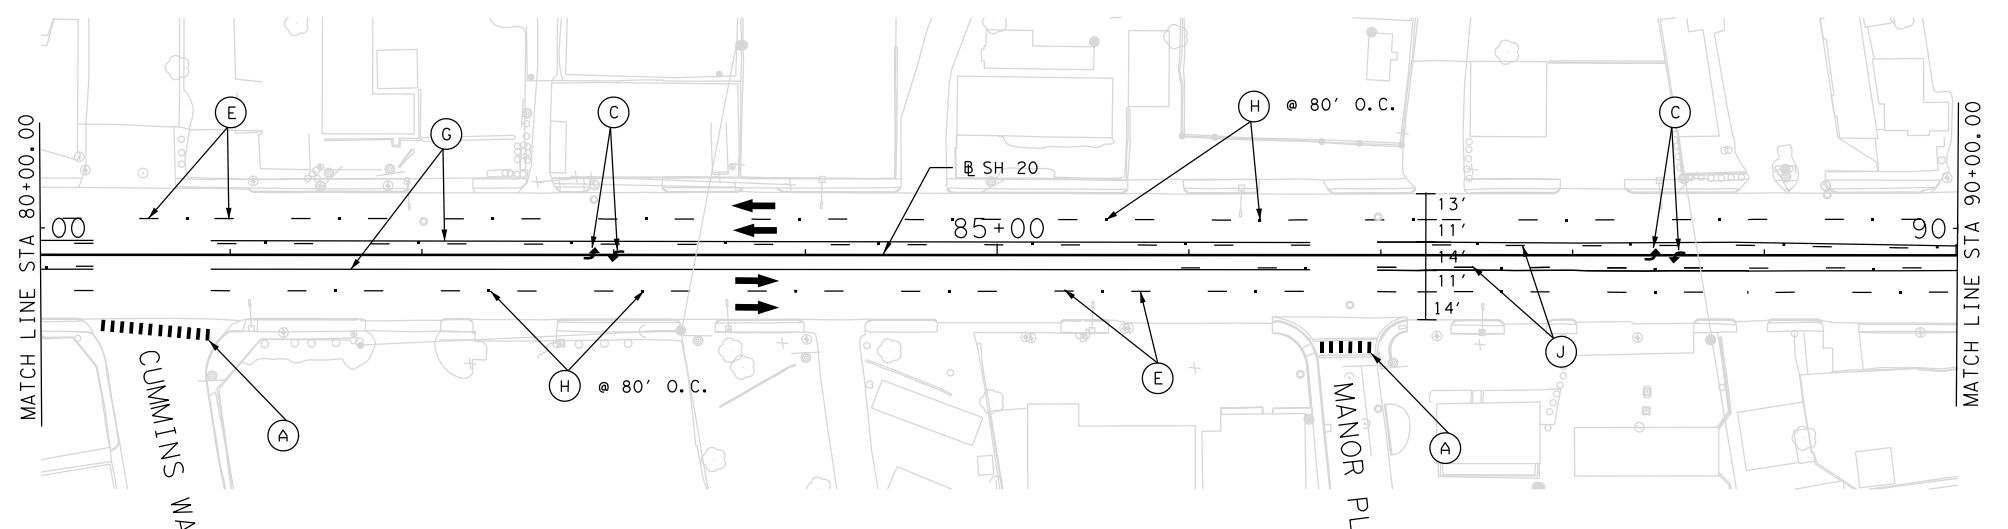 MATCH LINE STA 80+00.00
00
E
G
C
H @ 80' O.C.
C
℄ SH 20
85+00
90
13'
11'
14'
11'
14'
MATCH LINE STA 90+00.00
A
H @ 80' O.C.
E
A
J
CUMMINS WA
MANOR PL